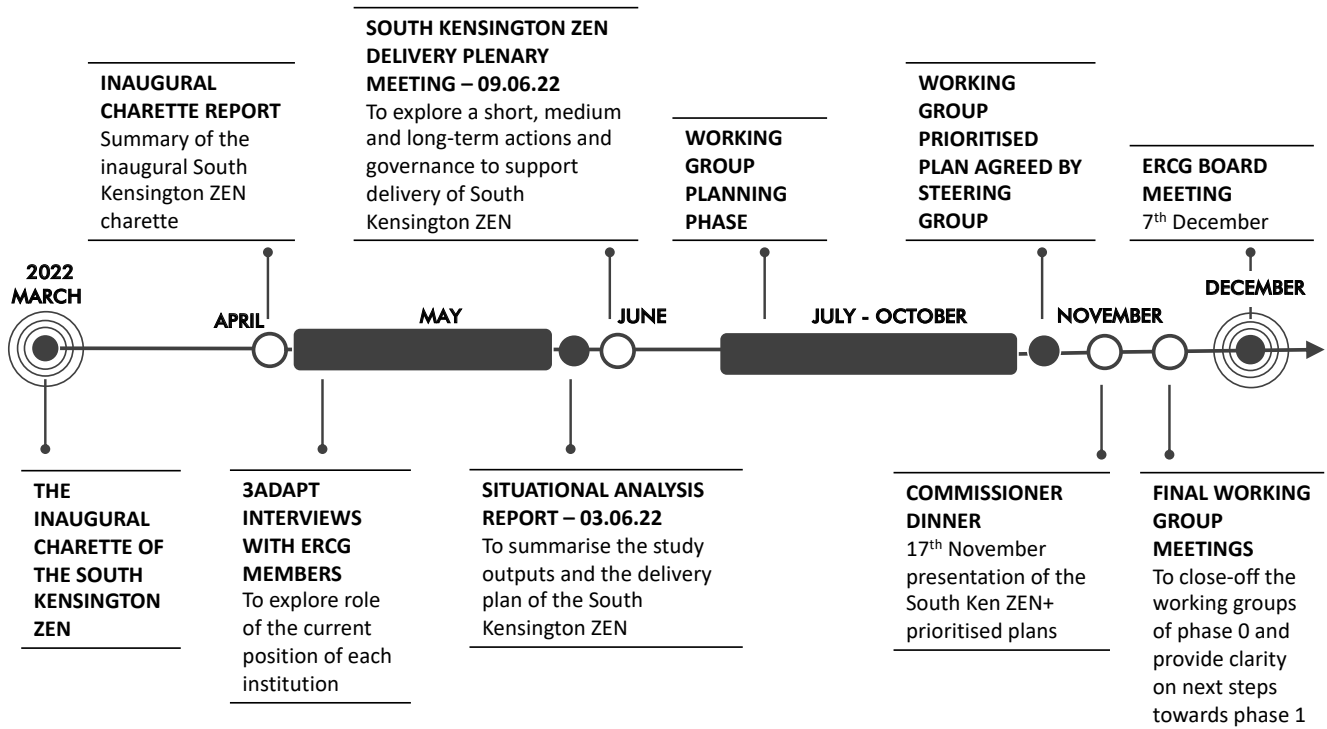 SOUTH KENSINGTON ZEN
DELIVERY PLENARY
MEETING – 09.06.22
To explore a short, medium
and long-term actions and
governance to support
delivery of South
Kensington ZEN
INAUGURAL
CHARETTE REPORT
Summary of the
inaugural South
Kensington ZEN
charette
WORKING
GROUP
PLANNING
PHASE
WORKING
GROUP
PRIORITISED
PLAN AGREED BY
STEERING
GROUP
ERCG BOARD
MEETING
7th December
2022
MARCH
APRIL
MAY
JUNE
JULY - OCTOBER
NOVEMBER
DECEMBER
THE
INAUGURAL
CHARETTE OF
THE SOUTH
KENSINGTON
ZEN
3ADAPT
INTERVIEWS
WITH ERCG
MEMBERS
To explore role
of the current
position of each
institution
SITUATIONAL ANALYSIS
REPORT – 03.06.22
To summarise the study
outputs and the delivery
plan of the South
Kensington ZEN
COMMISSIONER
DINNER
17th November
presentation of the
South Ken ZEN+
prioritised plans
FINAL WORKING
GROUP
MEETINGS
To close-off the
working groups
of phase 0 and
provide clarity
on next steps
towards phase 1